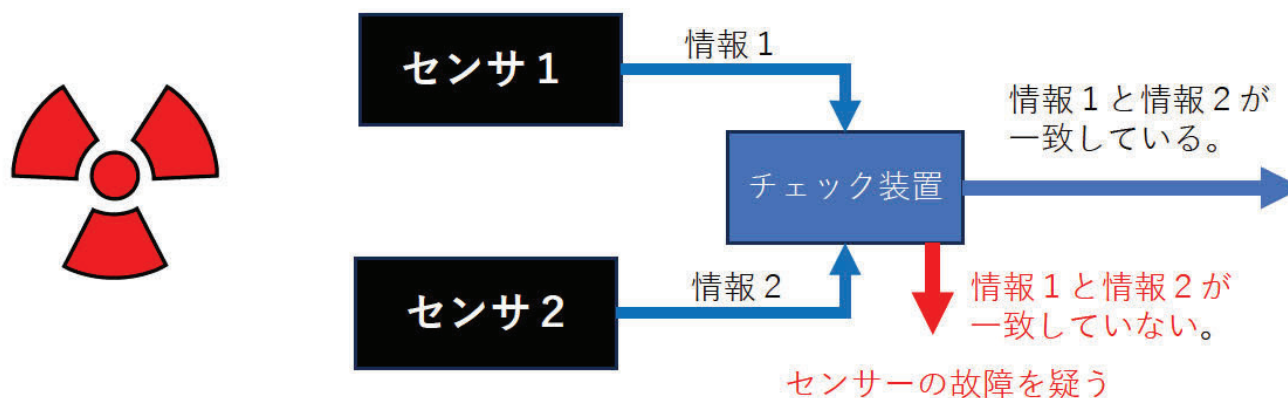 センサ１
情報１
チェック装置
情報１と情報２が
一致している。
センサ２
情報２
情報１と情報２が
一致していない。
センサーの故障を疑う